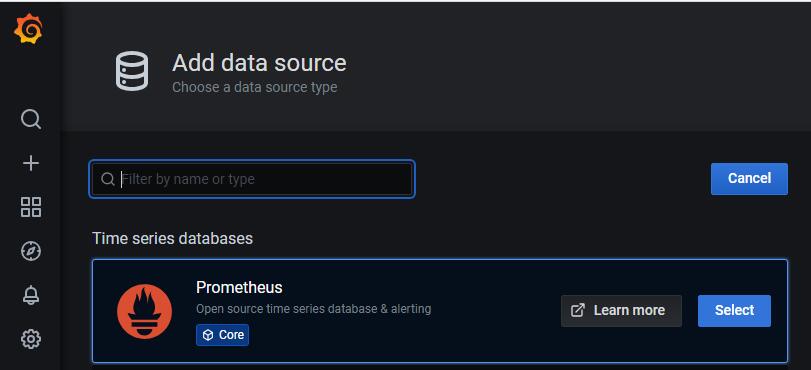 Add data source
Choose a data source type
Filter by name or type
Cancel
Time series databases
Prometheus
Open source time series database & alerting
Core
Learn more
Select